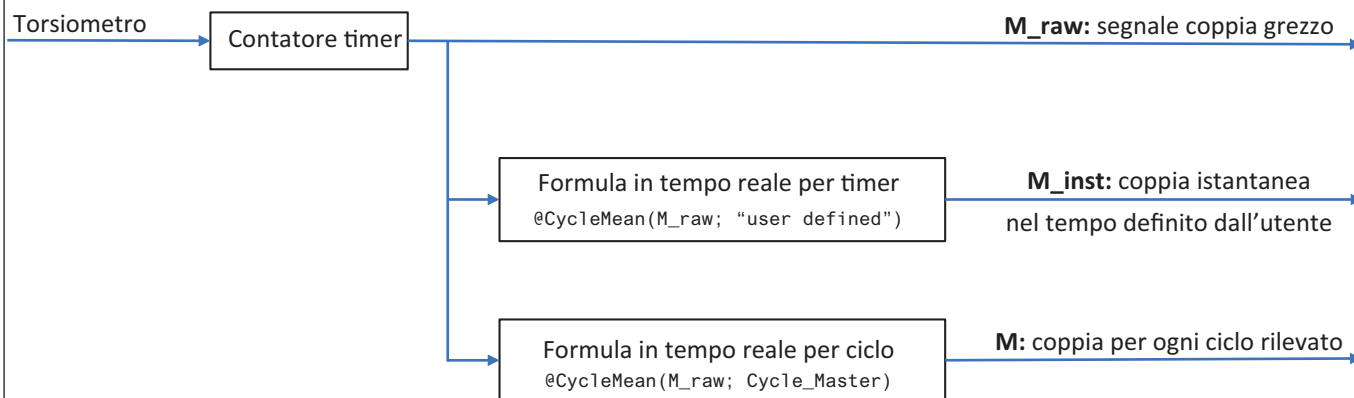 Torsiometro
Contatore timer
M_raw: segnale coppia grezzo
Formula in tempo reale per timer
@CycleMean(M_raw; “user defined”)
M_inst: coppia istantanea
nel tempo definito dall’utente
Formula in tempo reale per ciclo
@CycleMean(M_raw; Cycle_Master)
M: coppia per ogni ciclo rilevato